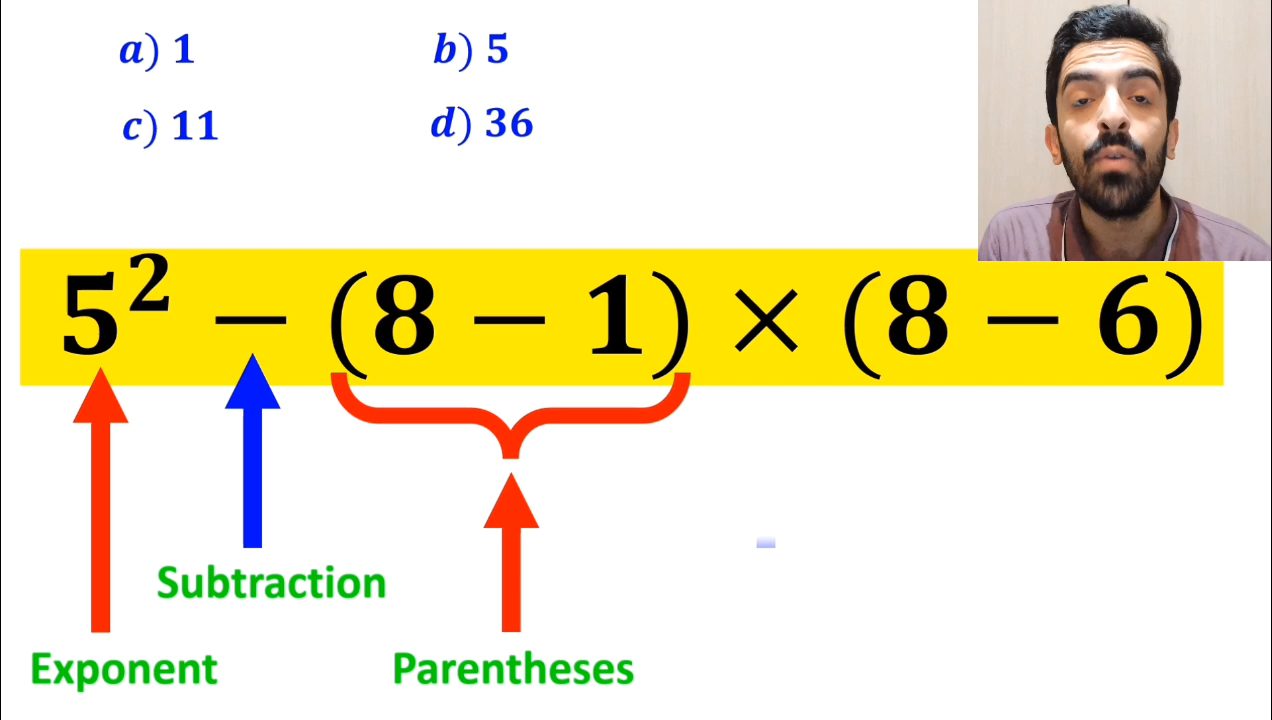 a) 1 b) 5
c) 11 d) 36
5² − (8 − 1) × (8 − 6)
Subtraction
Exponent Parentheses